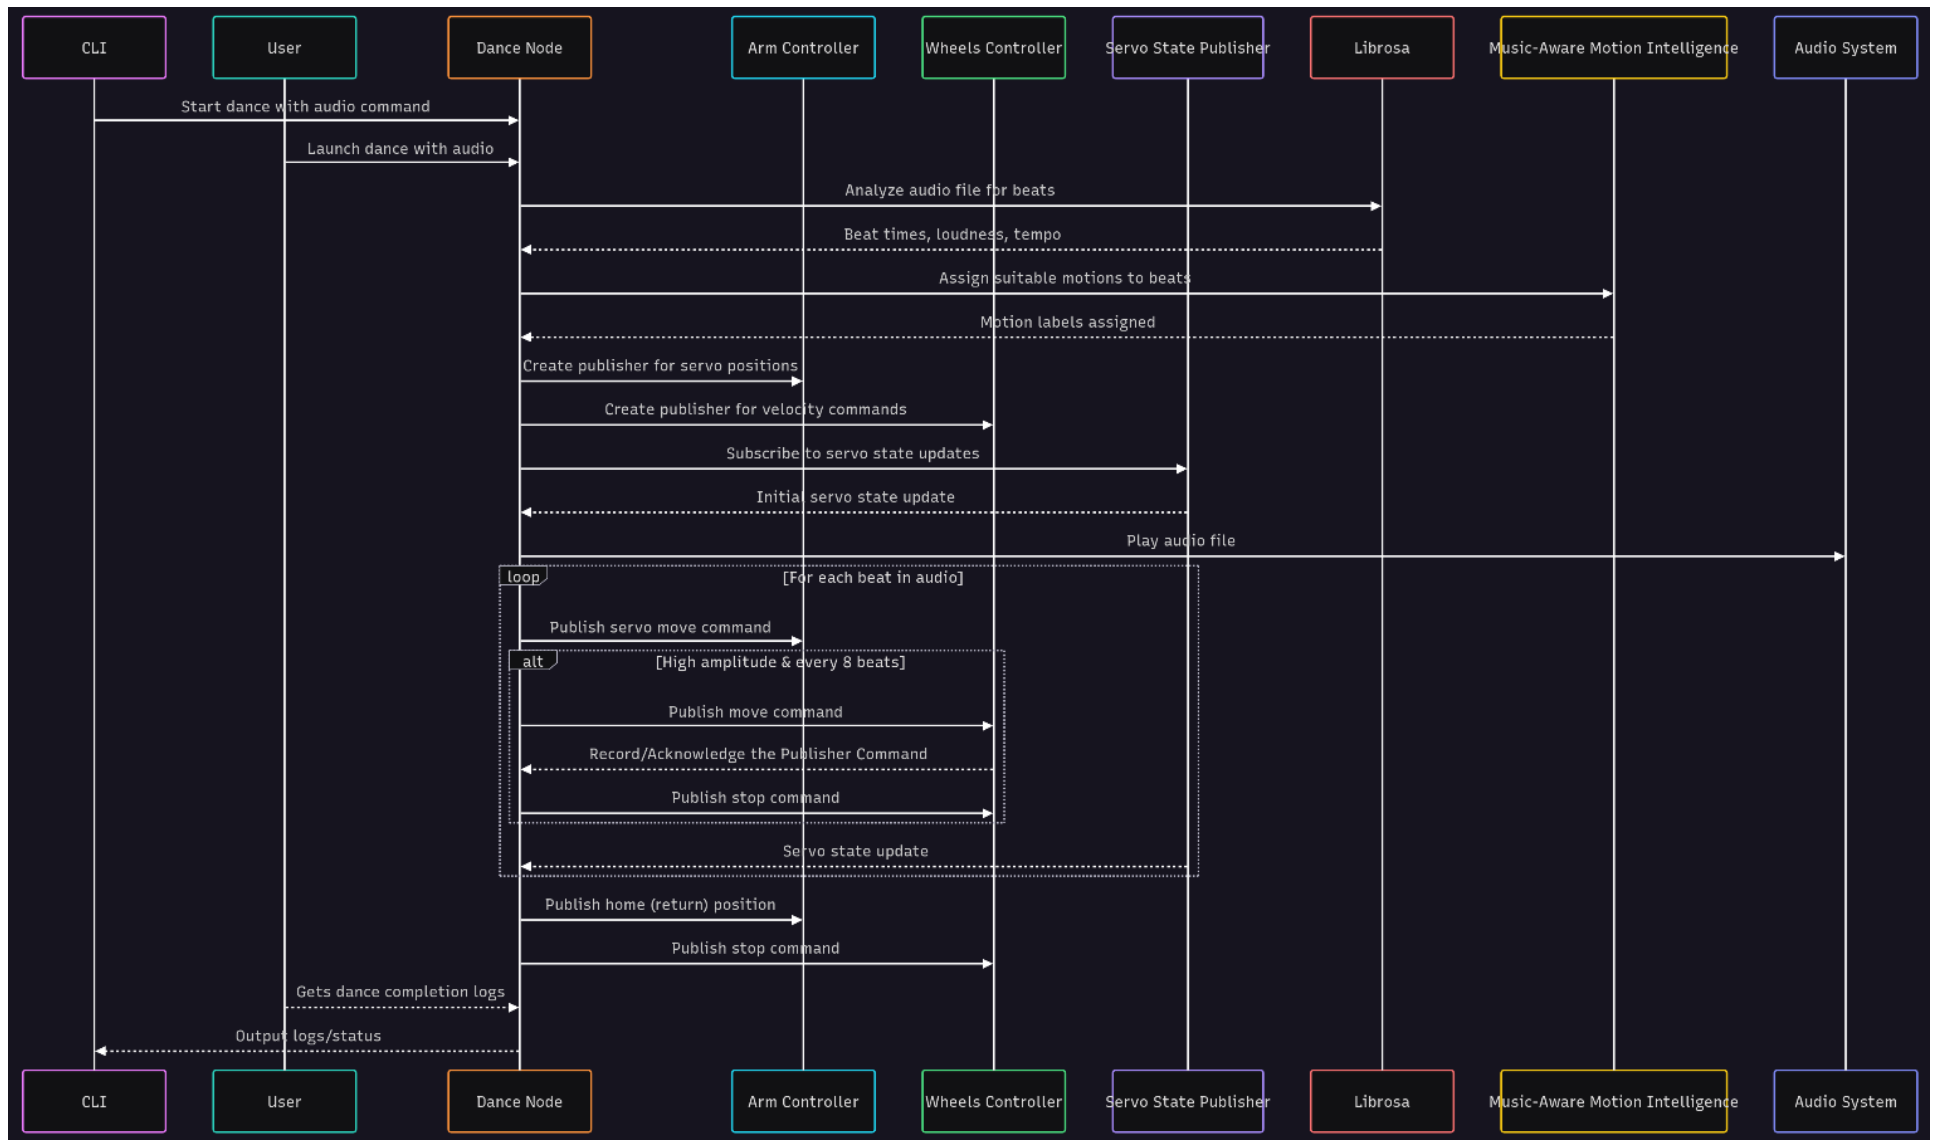 CLI
User
Dance Node
Arm Controller
Wheels Controller
Servo State Publisher
Librosa
Music-Aware Motion Intelligence
Audio System
Start dance with audio command
Launch dance with audio
Analyze audio file for beats
Beat times, loudness, tempo
Assign suitable motions to beats
Motion labels assigned
Create publisher for servo positions
Create publisher for velocity commands
Subscribe to servo state updates
Initial servo state update
Play audio file
loop
[For each beat in audio]
Publish servo move command
alt
[High amplitude & every 8 beats]
Publish move command
Record/Acknowledge the Publisher Command
Publish stop command
Servo state update
Publish home (return) position
Publish stop command
Gets dance completion logs
Output logs/status
CLI
User
Dance Node
Arm Controller
Wheels Controller
Servo State Publisher
Librosa
Music-Aware Motion Intelligence
Audio System